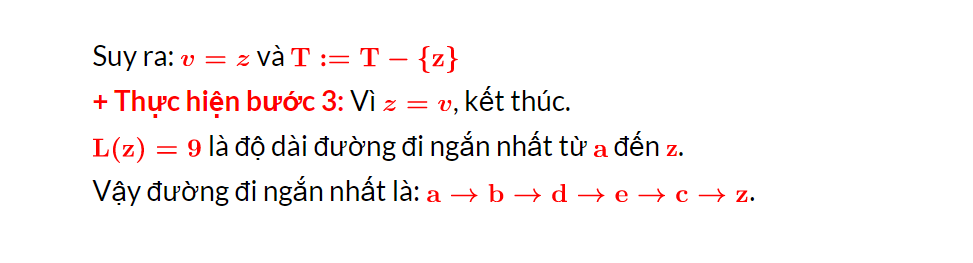 Suy ra: v = z và T := T − {z}
+ Thực hiện bước 3: Vì z = v, kết thúc.
L(z) = 9 là độ dài đường đi ngắn nhất từ a đến z.
Vậy đường đi ngắn nhất là: a → b → d → e → c → z.